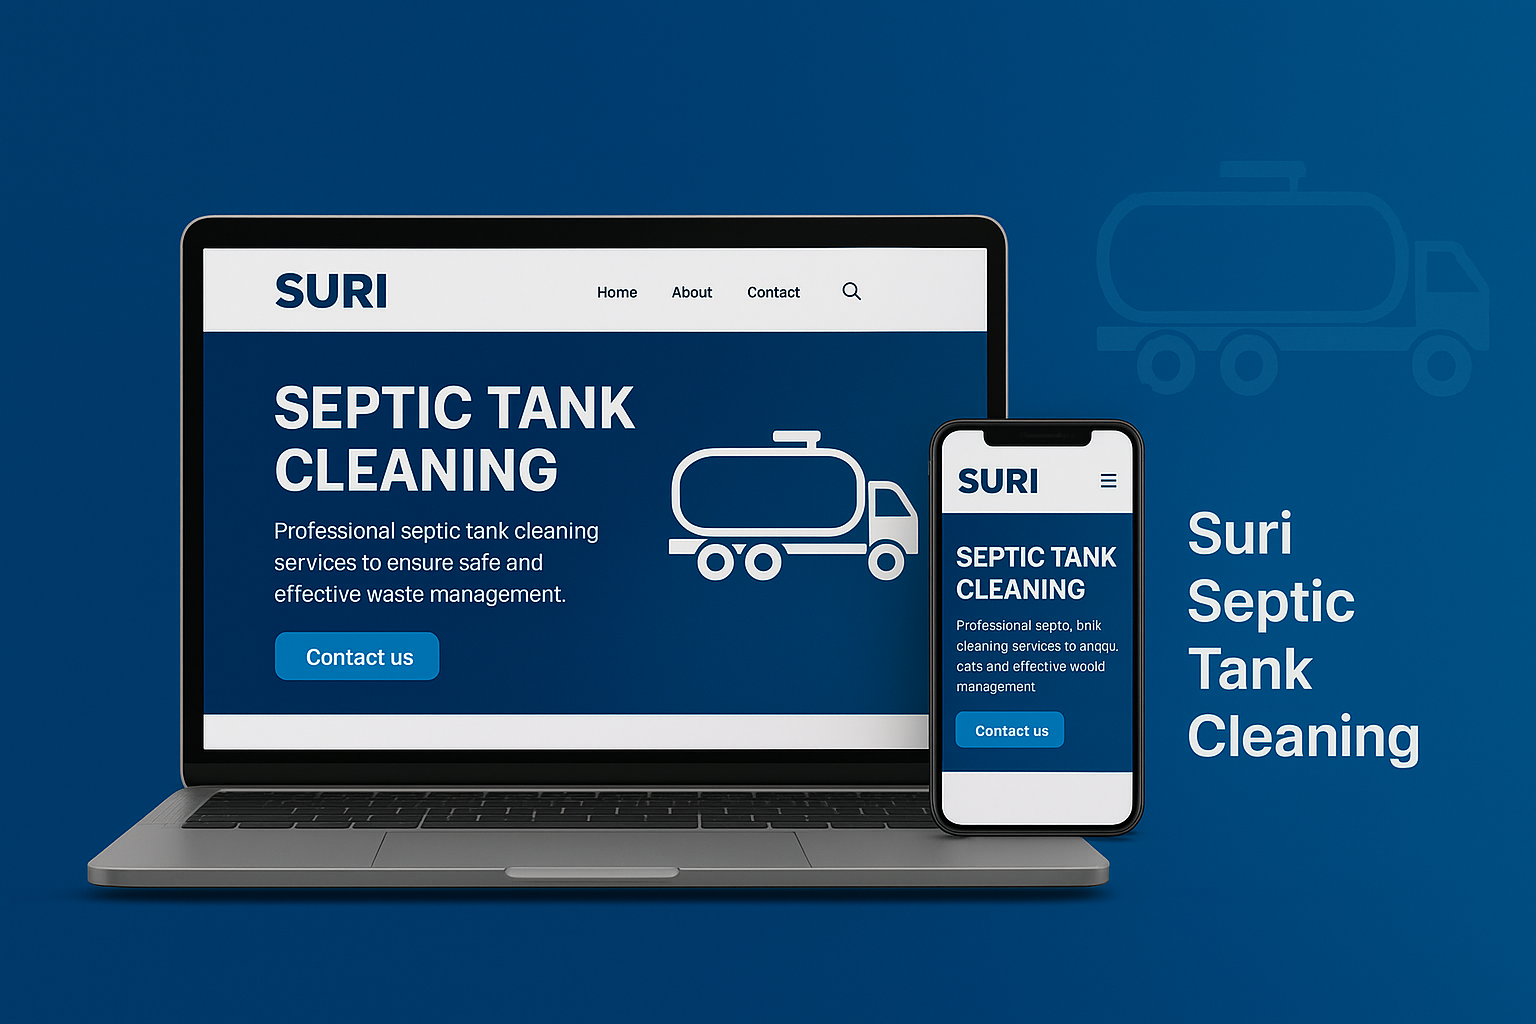 SURI
Home About Contact
SEPTIC TANK
CLEANING
Professional septic tank cleaning
services to ensure safe and
effective waste management.
Contact us
SURI
SEPTIC TANK
CLEANING
Professional septo, bnik
cleaning services to anqqu.
cats and effective woold
management
Contact us
Suri
Septic
Tank
Cleaning